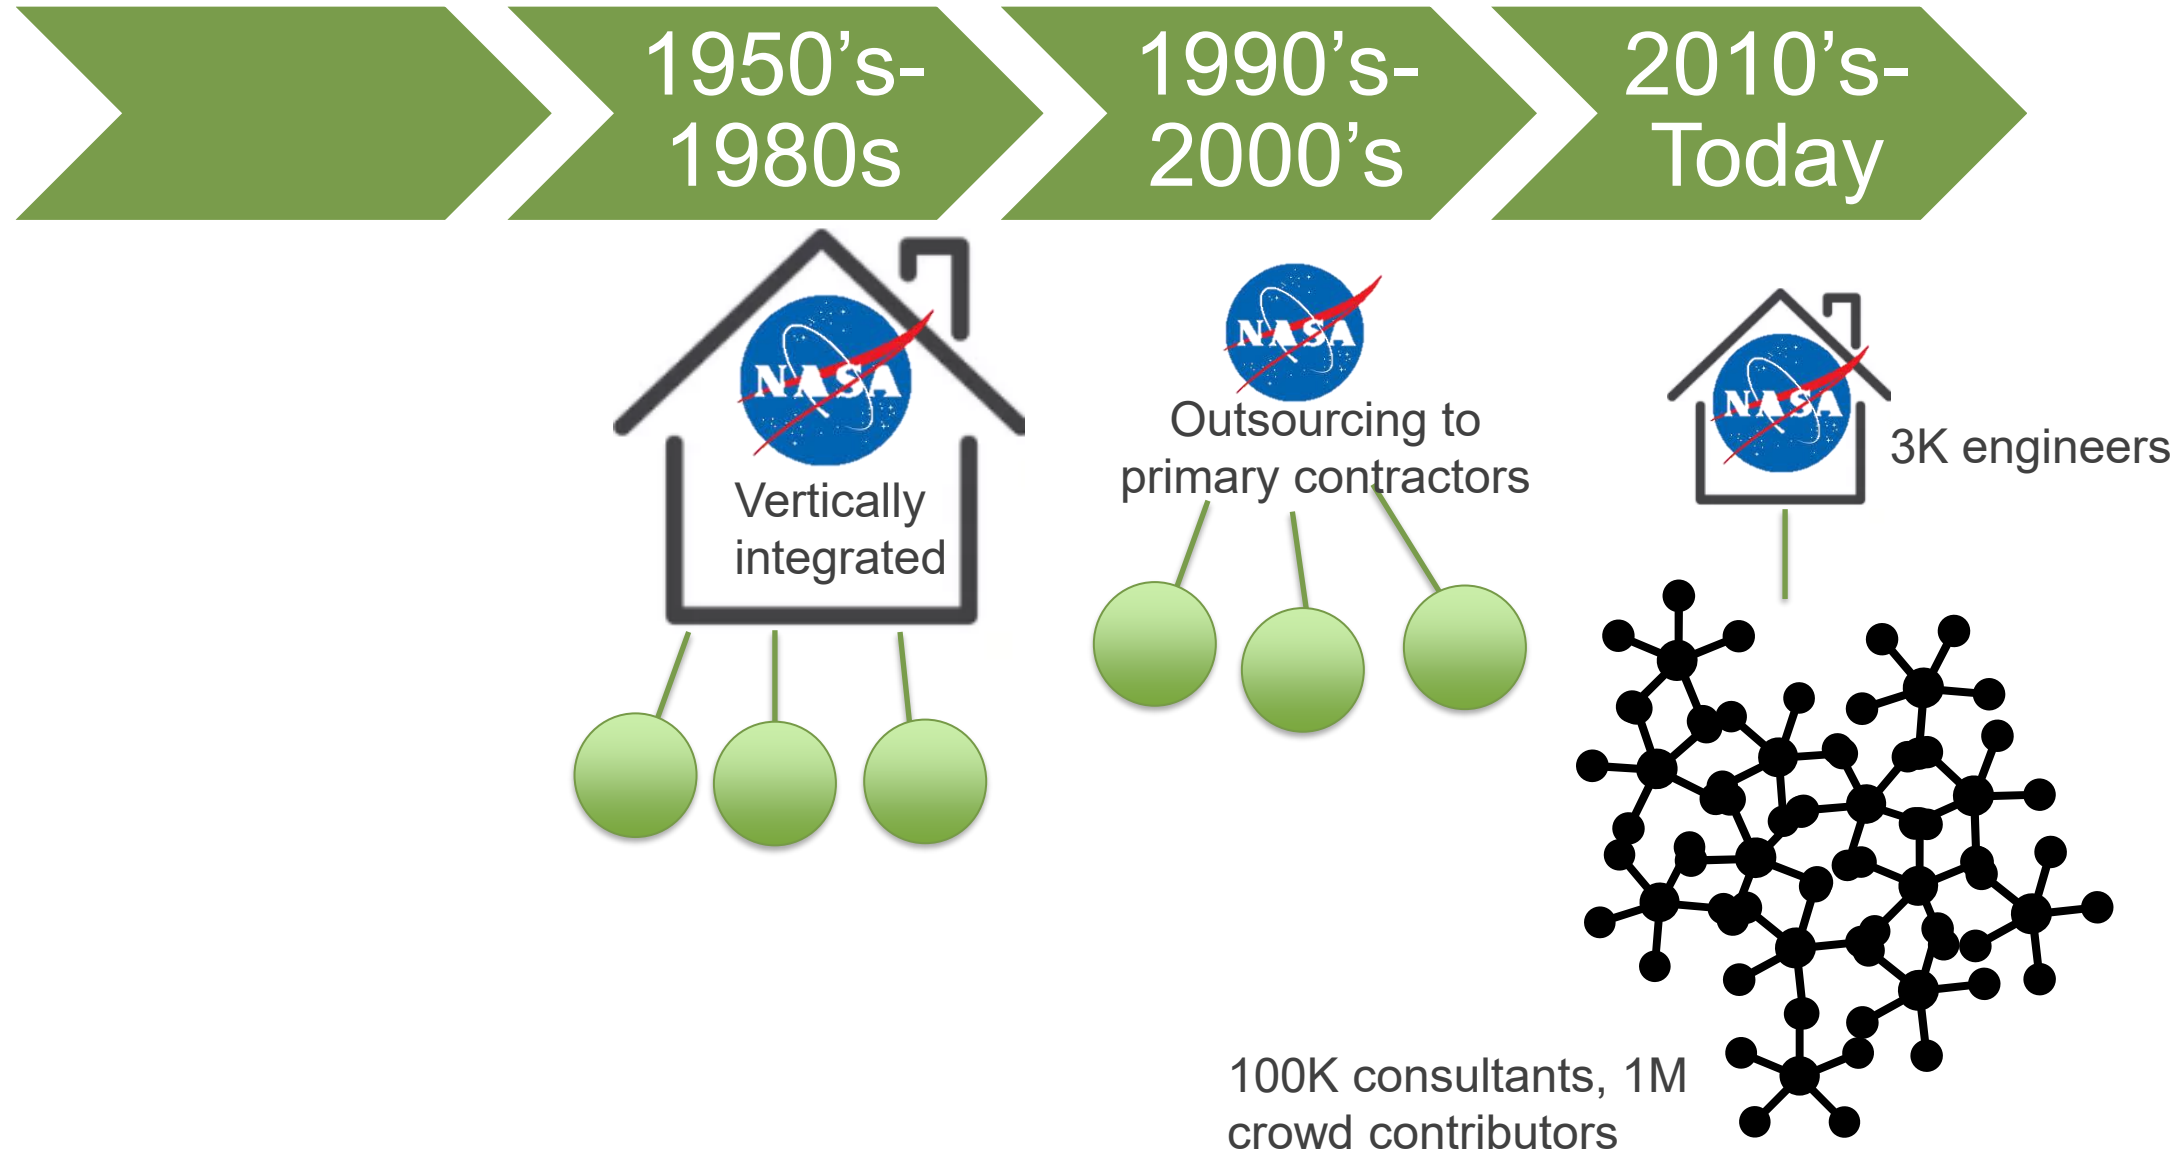 1950’s-
1980s
1990’s-
2000’s
2010’s-
Today
NASA
Vertically
integrated
NASA
Outsourcing to
primary contractors
NASA
3K engineers
100K consultants, 1M
crowd contributors